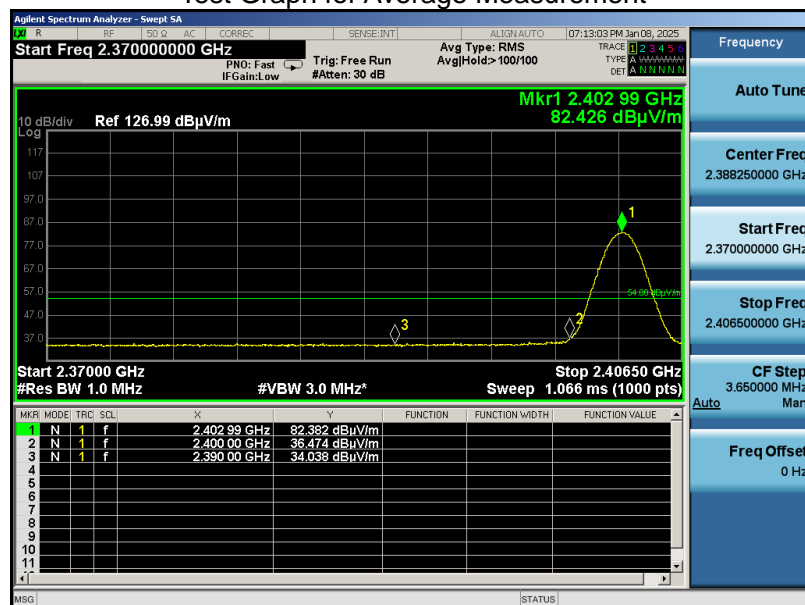 Test Graph for Average Measurement
Agilent Spectrum Analyzer - Swept SA
LXI R RF 50 Ω AC CORREC SENSE:INT ALIGN AUTO 07:13:03 PM Jan 08, 2025
Start Freq 2.370000000 GHz
PNO: Fast
IFGain:Low
Trig: Free Run
#Atten: 30 dB
Avg Type: RMS
Avg|Hold:>100/100
TRACE 1 2 3 4 5 6
TYPE A WWWWW
DET A N N N N N
Frequency
Auto Tune
Center Freq
2.388250000 GHz
Start Freq
2.370000000 GHz
Stop Freq
2.406500000 GHz
CF Step
3.650000 MHz
Auto Man
Freq Offset
0 Hz
Mkr1 2.402 99 GHz
82.426 dBµV/m
10 dB/div Ref 126.99 dBµV/m
Log
117
107
97.0
87.0
77.0
67.0
57.0
47.0
37.0
1
54.00 dBµV/m
2
3
Start 2.37000 GHz Stop 2.40650 GHz
#Res BW 1.0 MHz #VBW 3.0 MHz* Sweep 1.066 ms (1000 pts)
MKR MODE TRC SCL X Y FUNCTION FUNCTION WIDTH FUNCTION VALUE
1 N 1 f 2.402 99 GHz 82.382 dBµV/m
2 N 1 f 2.400 00 GHz 36.474 dBµV/m
3 N 1 f 2.390 00 GHz 34.038 dBµV/m
4
5
6
7
8
9
10
11
MSG STATUS